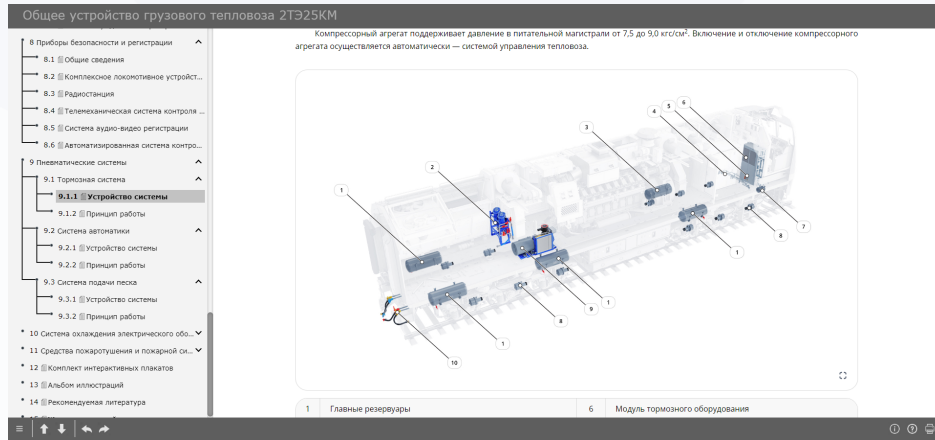 Общее устройство грузового тепловоза 2ТЭ25КМ
8 Приборы безопасности и регистрации
8.1 Общие сведения
8.2 Комплексное локомотивное устройст...
8.3 Радиостанция
8.4 Телемеханическая система контроля ...
8.5 Система аудио-видео регистрации
8.6 Автоматизированная система контро...
9 Пневматические системы
9.1 Тормозная система
9.1.1 Устройство системы
9.1.2 Принцип работы
9.2 Система автоматики
9.2.1 Устройство системы
9.2.2 Принцип работы
9.3 Система подачи песка
9.3.1 Устройство системы
9.3.2 Принцип работы
10 Система охлаждения электрического обо...
11 Средства пожаротушения и пожарной си...
12 Комплект интерактивных плакатов
13 Альбом иллюстраций
14 Рекомендуемая литература
Компрессорный агрегат поддерживает давление в питательной магистрали от 7,5 до 9,0 кгс/см². Включение и отключение компрессорного
агрегата осуществляется автоматически — системой управления тепловоза.
6
5
4
3
2
1
7
8
1
1
9
8
1
10
1 Главные резервуары
6 Модуль тормозного оборудования